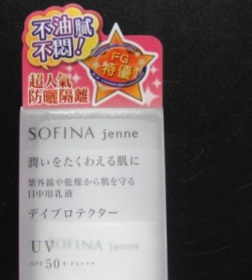 不油膩
不悶!
FG
特優
超人氣
防曬隔離
SOFINA jenne
潤いをたくわえる肌に
紫外線や乾燥から肌を守る
日中用乳液
デイプロテクター
UV
SOFINA jenne
SPF 50+ PA+++